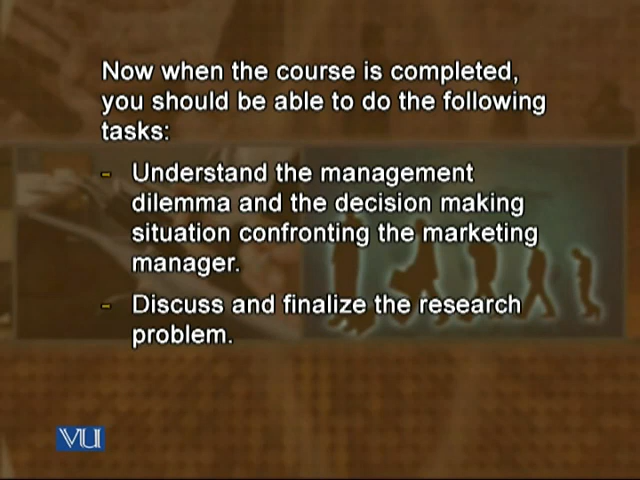 Now when the course is completed,
you should be able to do the following
tasks:
- Understand the management
dilemma and the decision making
situation confronting the marketing
manager.
- Discuss and finalize the research
problem.
VU